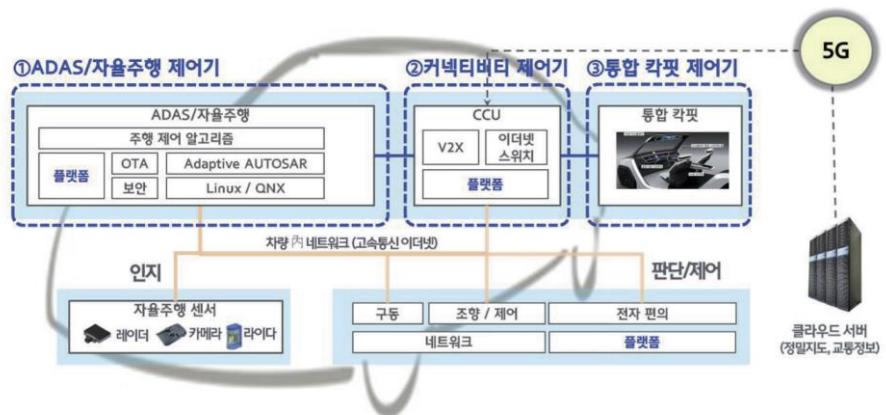 5G
①ADAS/자율주행 제어기
②커넥티버티 제어기
③통합 칵핏 제어기
ADAS/자율주행
주행 제어 알고리즘
플랫폼
OTA
Adaptive AUTOSAR
보안
Linux / QNX
CCU
V2X
이더넷
스위치
플랫폼
통합 칵핏
차량 內 네트워크 (고속통신 이더넷)
인지
판단/제어
자율주행 센서
레이더
카메라
라이다
구동
조향 / 제어
전자 편의
네트워크
플랫폼
클라우드 서버
(정밀지도, 교통정보)